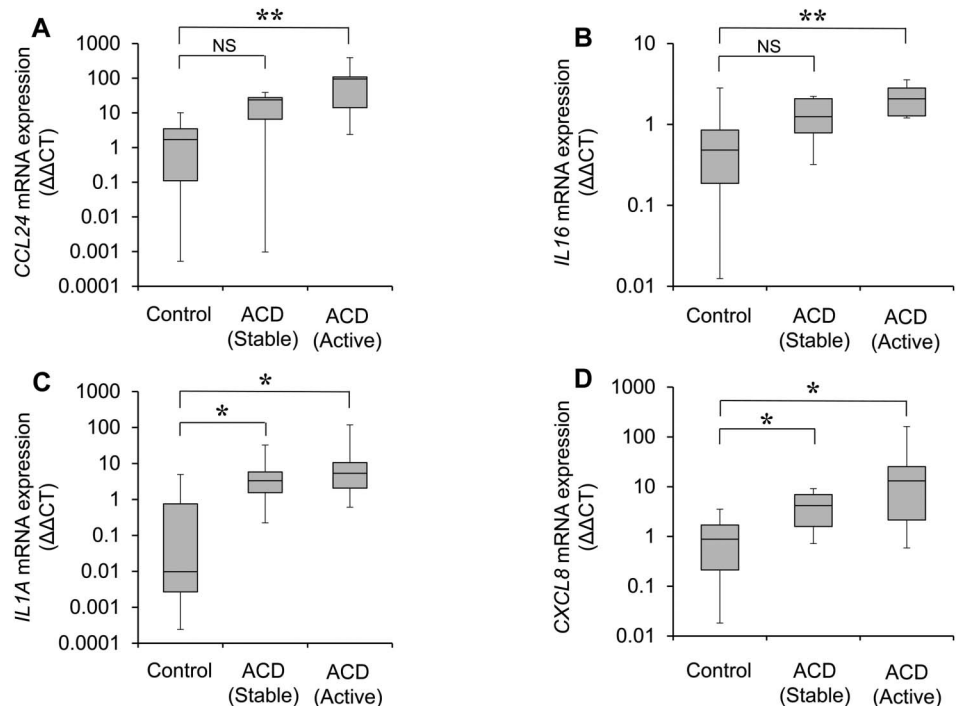 A
CCL24 mRNA expression
(ΔΔCT)
1000
100
10
1
0.1
0.01
0.001
0.0001
**
NS
Control
ACD
(Stable)
ACD
(Active)
B
IL16 mRNA expression
(ΔΔCT)
10
1
0.1
0.01
**
NS
Control
ACD
(Stable)
ACD
(Active)
C
IL1A mRNA expression
(ΔΔCT)
1000
100
10
1
0.1
0.01
0.001
0.0001
*
*
Control
ACD
(Stable)
ACD
(Active)
D
CXCL8 mRNA expression
(ΔΔCT)
1000
100
10
1
0.1
0.01
*
*
Control
ACD
(Stable)
ACD
(Active)